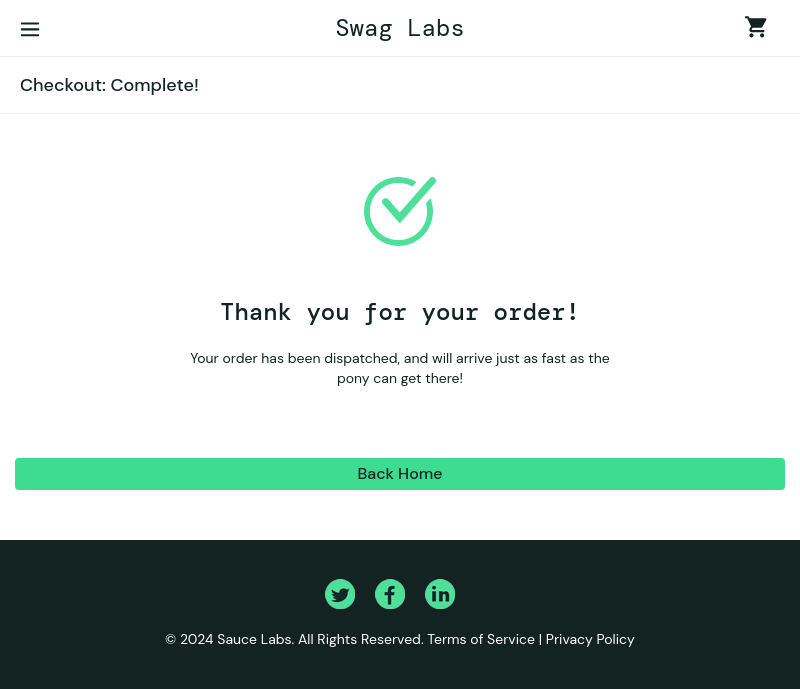 Swag Labs
Checkout: Complete!
Thank you for your order!
Your order has been dispatched, and will arrive just as fast as the
pony can get there!
Back Home
© 2024 Sauce Labs. All Rights Reserved. Terms of Service | Privacy Policy